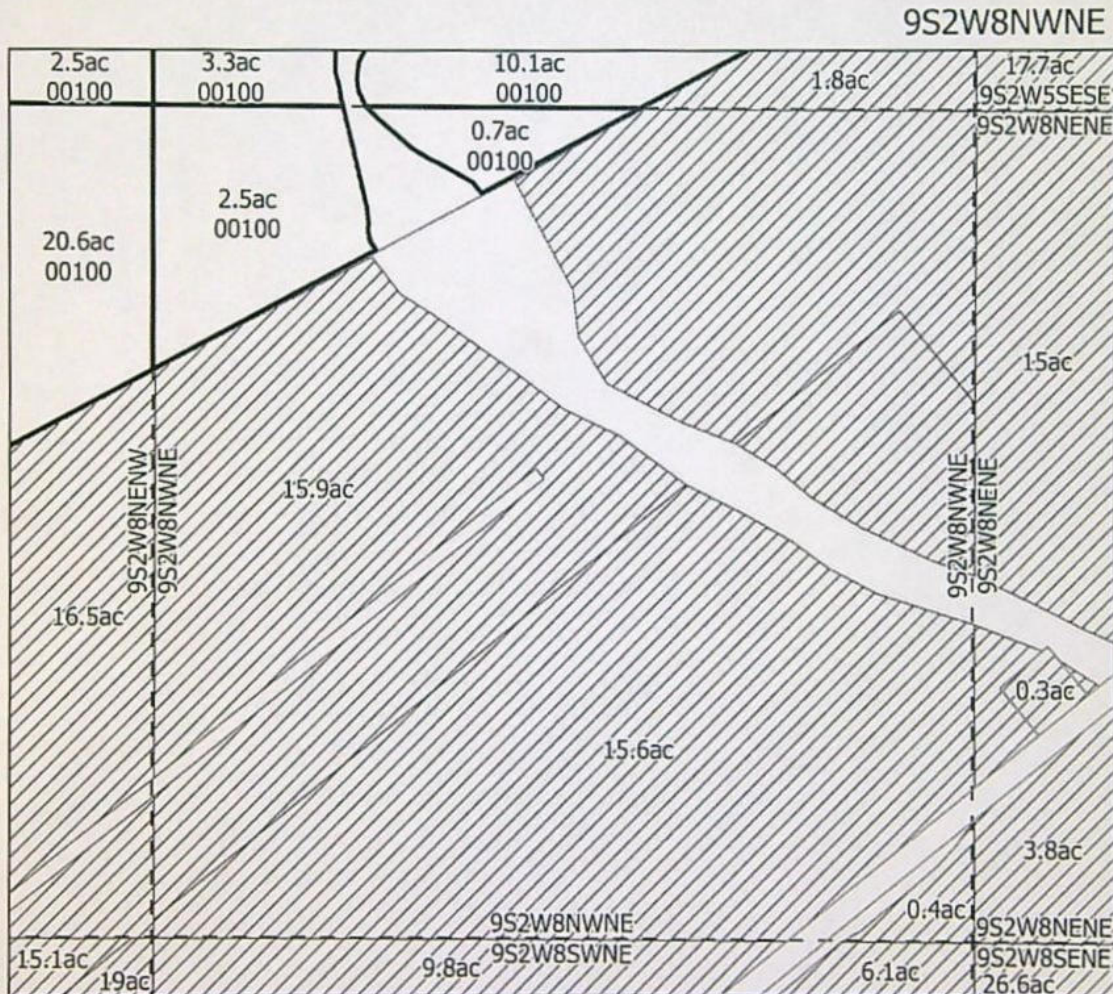 9S2W8NWNE
2.5ac
00100
3.3ac
00100
10.1ac
00100
1.8ac
17.7ac
9S2W5SESE
9S2W8NENE
0.7ac
00100
2.5ac
00100
20.6ac
00100
15ac
9S2W8NENW
9S2W8NWNE
15.9ac
9S2W8NWNE
9S2W8NENE
16.5ac
0.3ac
15.6ac
3.8ac
0.4ac
9S2W8NWNE
9S2W8SWNE
9S2W8NENE
9S2W8SENE
15.1ac
19ac
9.8ac
6.1ac
26.6ac